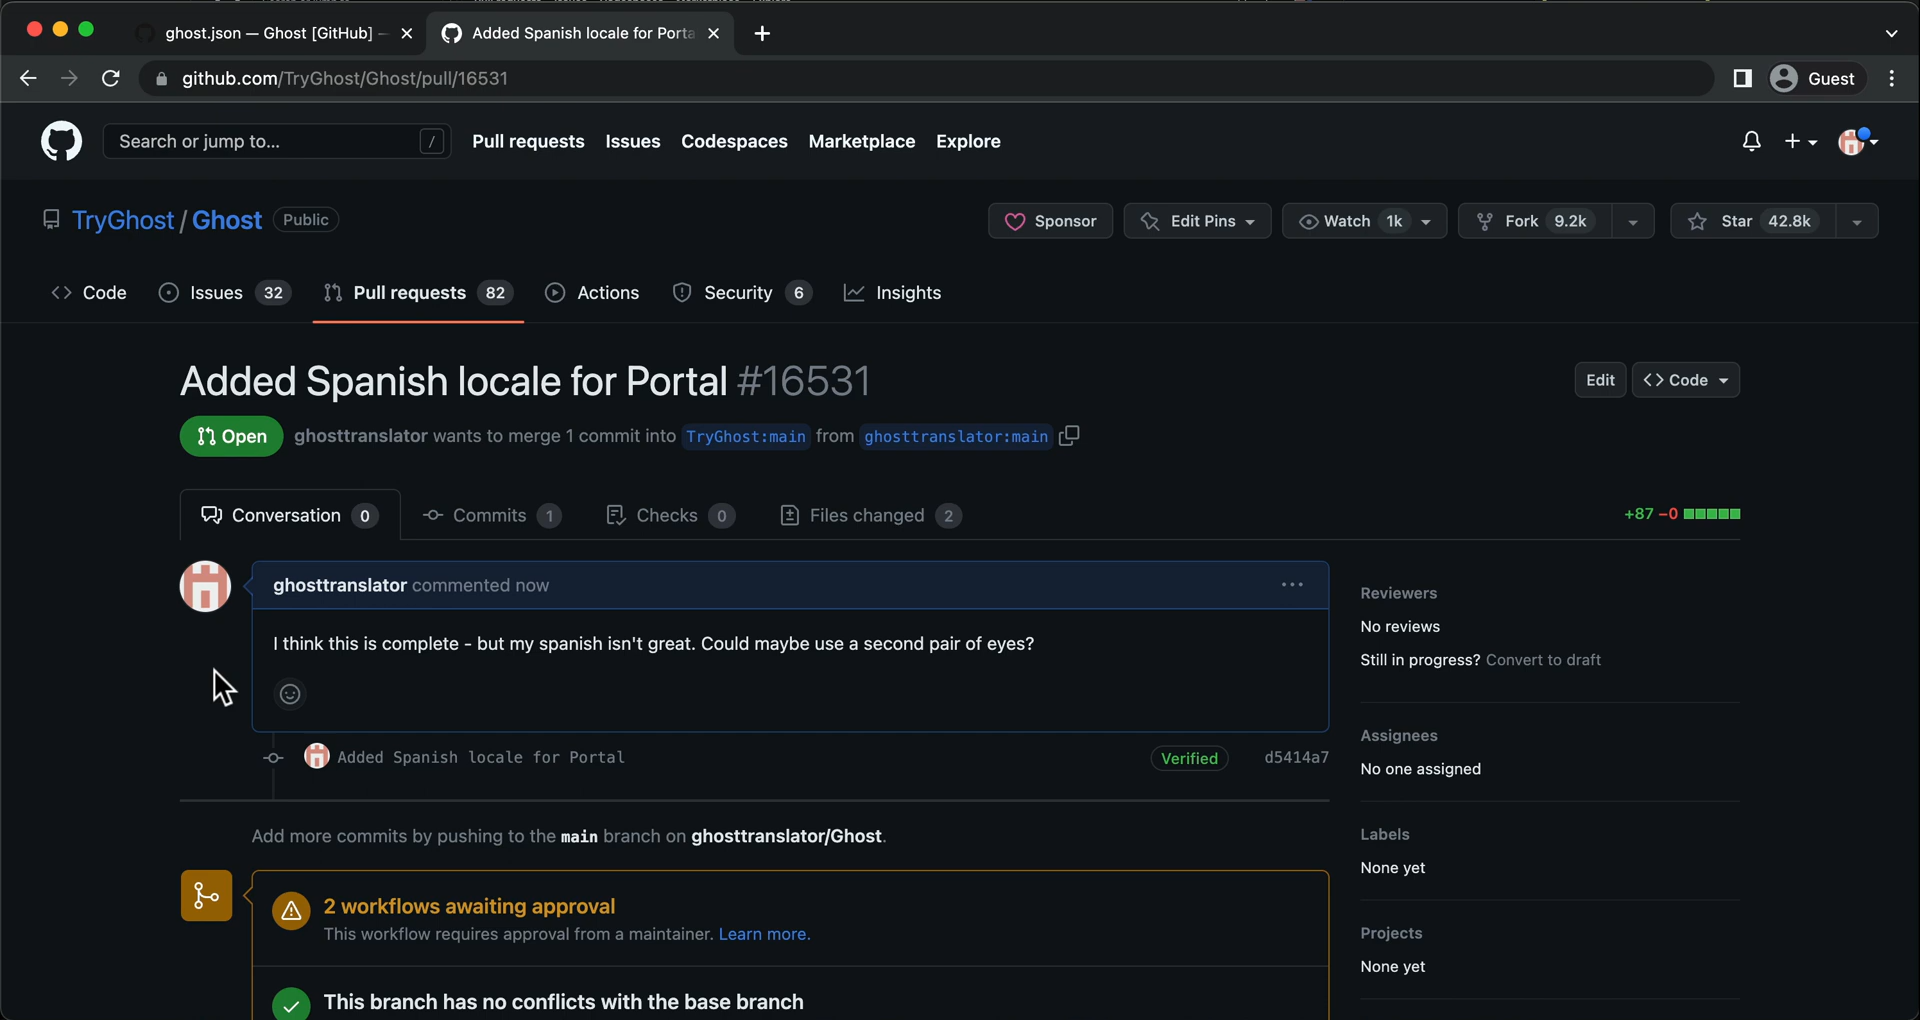 ghost.json — Ghost [GitHub] –
Added Spanish locale for Porta
github.com/TryGhost/Ghost/pull/16531
Guest
Search or jump to...
/
Pull requests
Issues
Codespaces
Marketplace
Explore
TryGhost / Ghost
Public
Sponsor
Edit Pins
Watch 1k
Fork 9.2k
Star 42.8k
Code
Issues 32
Pull requests 82
Actions
Security 6
Insights
Added Spanish locale for Portal #16531
Edit
Code
Open
ghosttranslator wants to merge 1 commit into TryGhost:main from ghosttranslator:main
Conversation 0
Commits 1
Checks 0
Files changed 2
+87 −0
ghosttranslator commented now
I think this is complete - but my spanish isn't great. Could maybe use a second pair of eyes?
Added Spanish locale for Portal
Verified
d5414a7
Add more commits by pushing to the main branch on ghosttranslator/Ghost.
2 workflows awaiting approval
This workflow requires approval from a maintainer. Learn more.
This branch has no conflicts with the base branch
Reviewers
No reviews
Still in progress? Convert to draft
Assignees
No one assigned
Labels
None yet
Projects
None yet